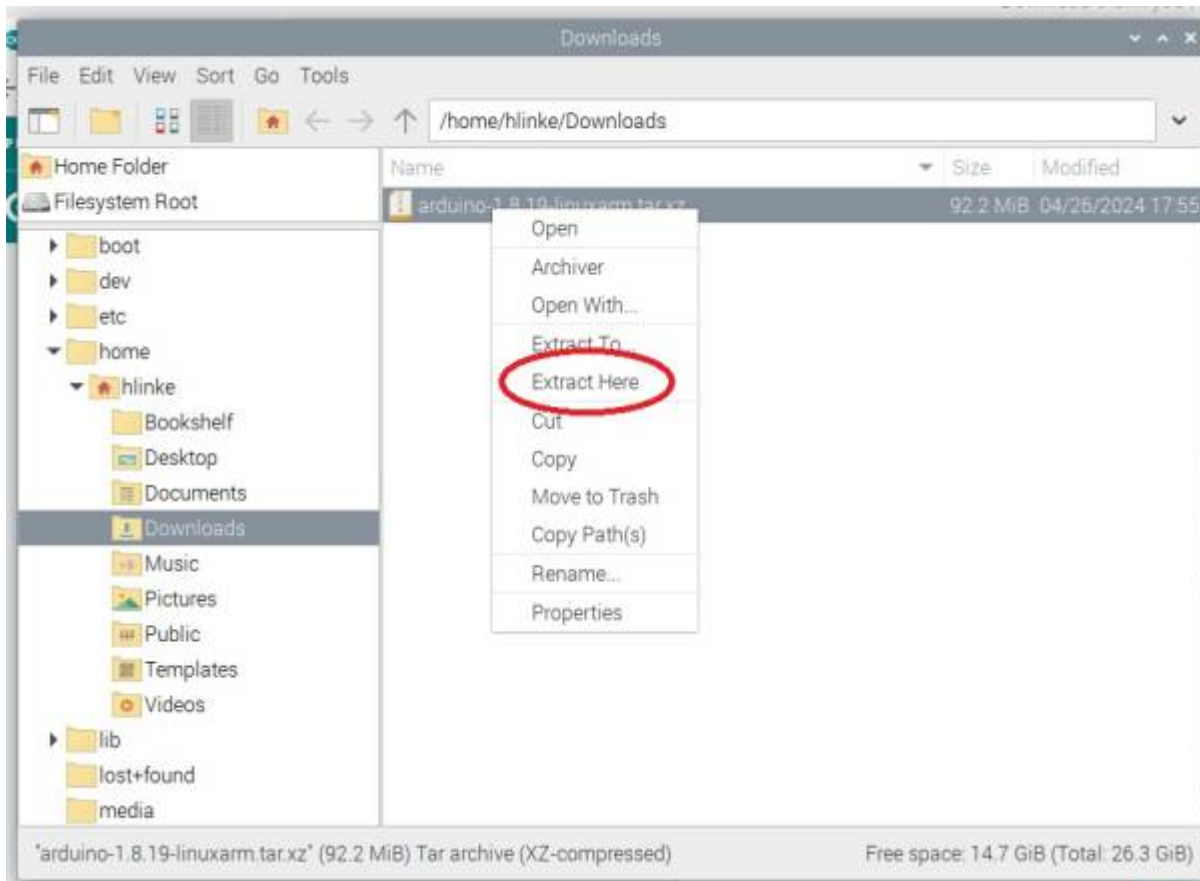 Downloads
File Edit View Sort Go Tools
/home/hlinke/Downloads
Home Folder
Filesystem Root
boot
dev
etc
home
hlinke
Bookshelf
Desktop
Documents
Downloads
Music
Pictures
Public
Templates
Videos
lib
lost+found
media
Name Size Modified
arduino-1.8.19-linuxarm.tar.xz 92.2 MiB 04/26/2024 17:55
Open
Archiver
Open With...
Extract To...
Extract Here
Cut
Copy
Move to Trash
Copy Path(s)
Rename...
Properties
"arduino-1.8.19-linuxarm.tar.xz" (92.2 MiB) Tar archive (XZ-compressed) Free space: 14.7 GiB (Total: 26.3 GiB)